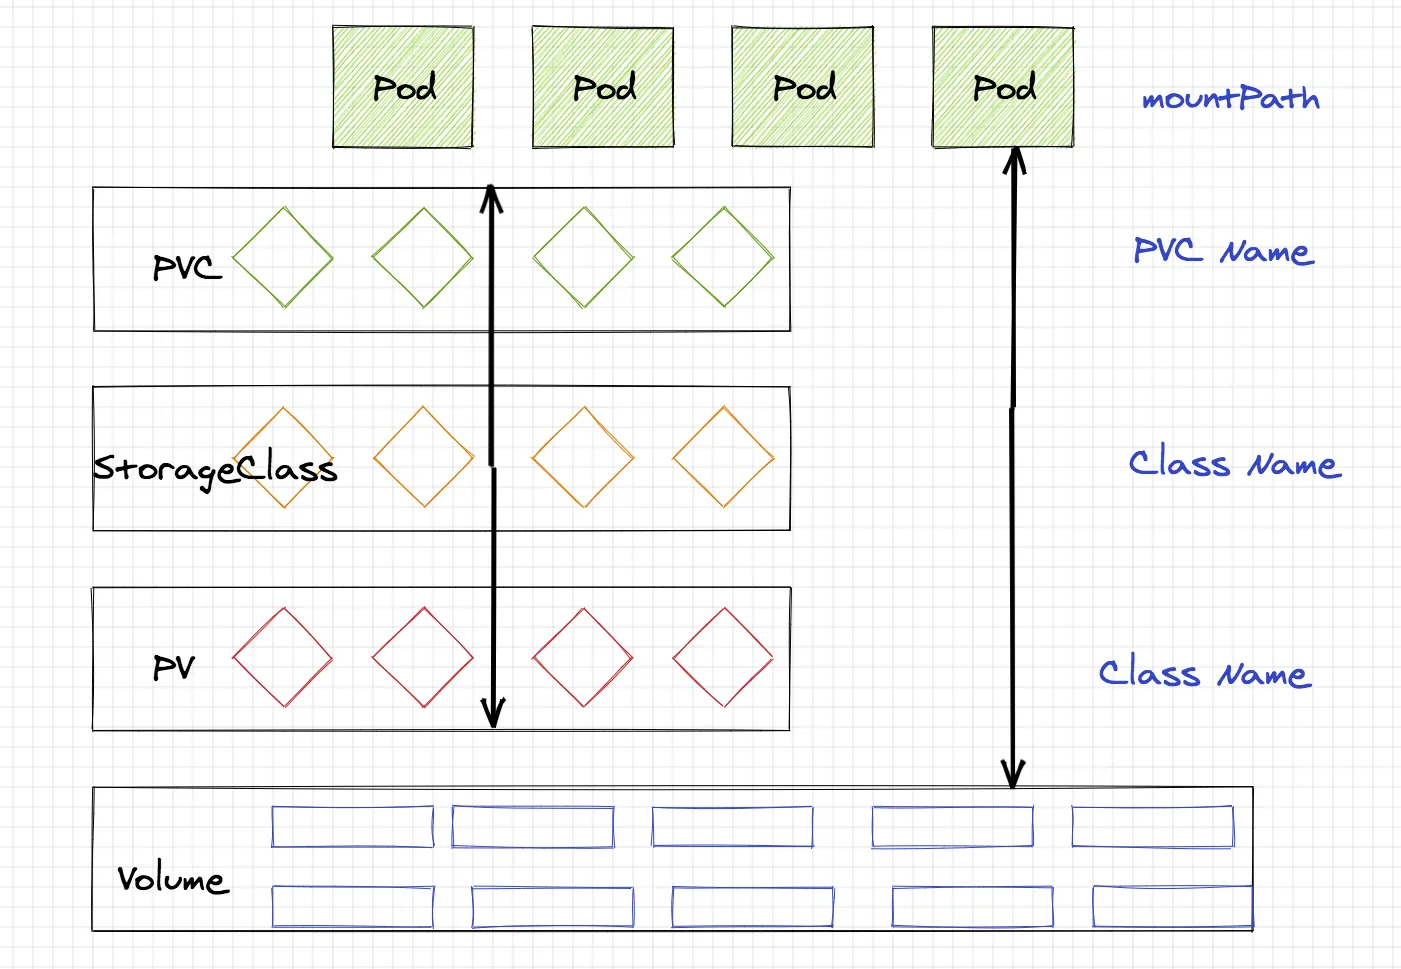 Pod Pod Pod Pod
mountPath
PVC
PVC Name
StorageClass
Class Name
PV
Class Name
Volume